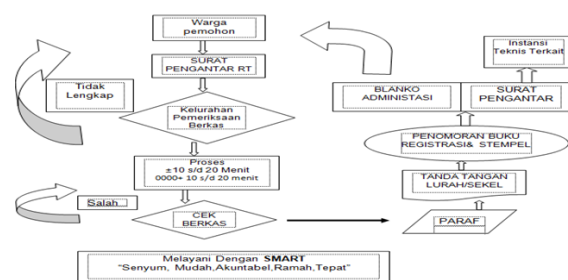 Warga
pemohon
SURAT
PENGANTAR RT
Tidak
Lengkap
Kelurahan
Pemeriksaan
Berkas
Proses
±10 s/d 20 Menit
0000+ 10 s/d 20 menit
Salah
CEK
BERKAS
Melayani Dengan SMART
"Senyum, Mudah,Akuntabel,Ramah,Tepat"
Instansi
Teknis Terkait
BLANKO
ADMINISTASI
SURAT
PENGANTAR
PENOMORAN BUKU
REGISTRASI& STEMPEL
TANDA TANGAN
LURAH/SEKEL
PARAF